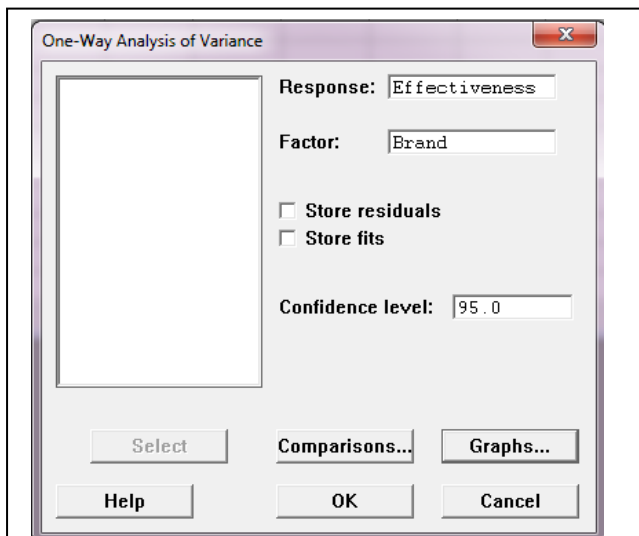 One-Way Analysis of Variance
Response: Effectiveness
Factor: Brand
Store residuals
Store fits
Confidence level: 95.0
Select Comparisons... Graphs...
Help OK Cancel